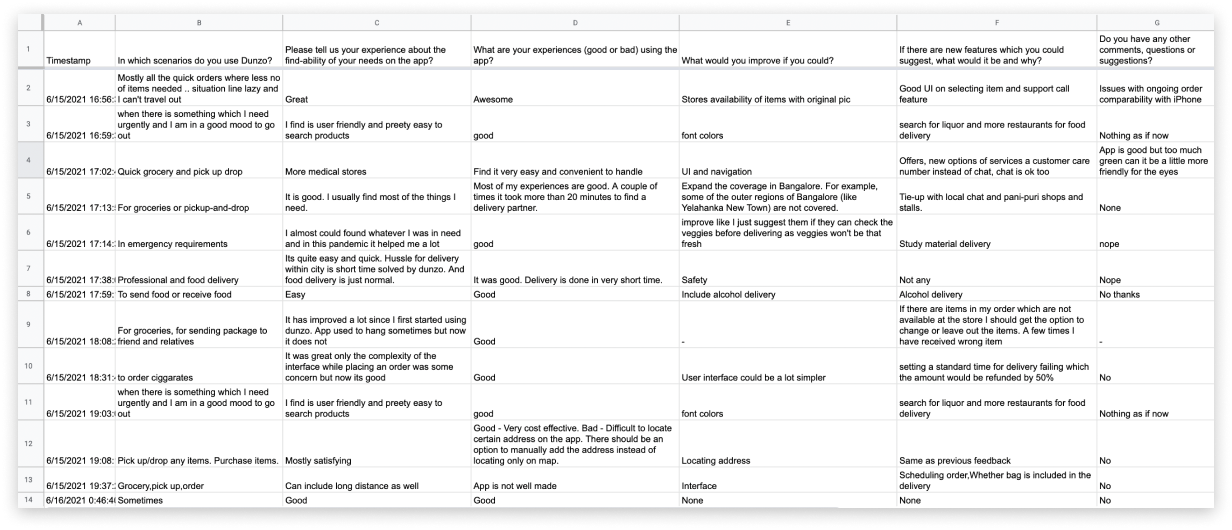 A B C D E F G
1
Timestamp
In which scenarios do you use Dunzo?
Please tell us your experience about the
find-ability of your needs on the app?
What are your experiences (good or bad) using the
app?
What would you improve if you could?
If there are new features which you could
suggest, what would it be and why?
Do you have any other
comments, questions or
suggestions?
2
6/15/2021 16:56:
Mostly all the quick orders where less no
of items needed .. situation line lazy and
I can't travel out
Great
Awesome
Stores availability of items with original pic
Good UI on selecting item and support call
feature
Issues with ongoing order
comparability with iPhone
3
6/15/2021 16:59:
when there is something which I need
urgently and I am in a good mood to go
out
I find is user friendly and preety easy to
search products
good
font colors
search for liquor and more restaurants for food
delivery
Nothing as if now
4
6/15/2021 17:02:
Quick grocery and pick up drop
More medical stores
Find it very easy and convenient to handle
UI and navigation
Offers, new options of services a customer care
number instead of chat, chat is ok too
App is good but too much
green can it be a little more
friendly for the eyes
5
6/15/2021 17:13:
For groceries or pickup-and-drop
It is good. I usually find most of the things I
need.
Most of my experiences are good. A couple of
times it took more than 20 minutes to find a
delivery partner.
Expand the coverage in Bangalore. For example,
some of the outer regions of Bangalore (like
Yelahanka New Town) are not covered.
Tie-up with local chat and pani-puri shops and
stalls.
None
6
6/15/2021 17:14:
In emergency requirements
I almost could found whatever I was in need
and in this pandemic it helped me a lot
good
improve like I just suggest them if they can check the
veggies before delivering as veggies won't be that
fresh
Study material delivery
nope
7
6/15/2021 17:38:
Professional and food delivery
Its quite easy and quick. Hussle for delivery
within city is short time solved by dunzo. And
food delivery is just normal.
It was good. Delivery is done in very short time.
Safety
Not any
Nope
8
6/15/2021 17:59:
To send food or receive food
Easy
Good
Include alcohol delivery
Alcohol delivery
No thanks
9
6/15/2021 18:08:
For groceries, for sending package to
friend and relatives
It has improved a lot since I first started using
dunzo. App used to hang sometimes but now
it does not
Good
-
If there are items in my order which are not
available at the store I should get the option to
change or leave out the items. A few times I
have received wrong item
-
10
6/15/2021 18:31:
to order ciggarates
It was great only the complexity of the
interface while placing an order was some
concern but now its good
Good
User interface could be a lot simpler
setting a standard time for delivery failing which
the amount would be refunded by 50%
No
11
6/15/2021 19:03:
when there is something which I need
urgently and I am in a good mood to go
out
I find is user friendly and preety easy to
search products
good
font colors
search for liquor and more restaurants for food
delivery
Nothing as if now
12
6/15/2021 19:08:
Pick up/drop any items. Purchase items.
Mostly satisfying
Good - Very cost effective. Bad - Difficult to locate
certain address on the app. There should be an
option to manually add the address instead of
locating only on map.
Locating address
Same as previous feedback
No
13
6/15/2021 19:37:
Grocery,pick up,order
Can include long distance as well
App is not well made
Interface
Scheduling order,Whether bag is included in the
delivery
No
14
6/16/2021 0:46:4
Sometimes
Good
Good
None
None
No